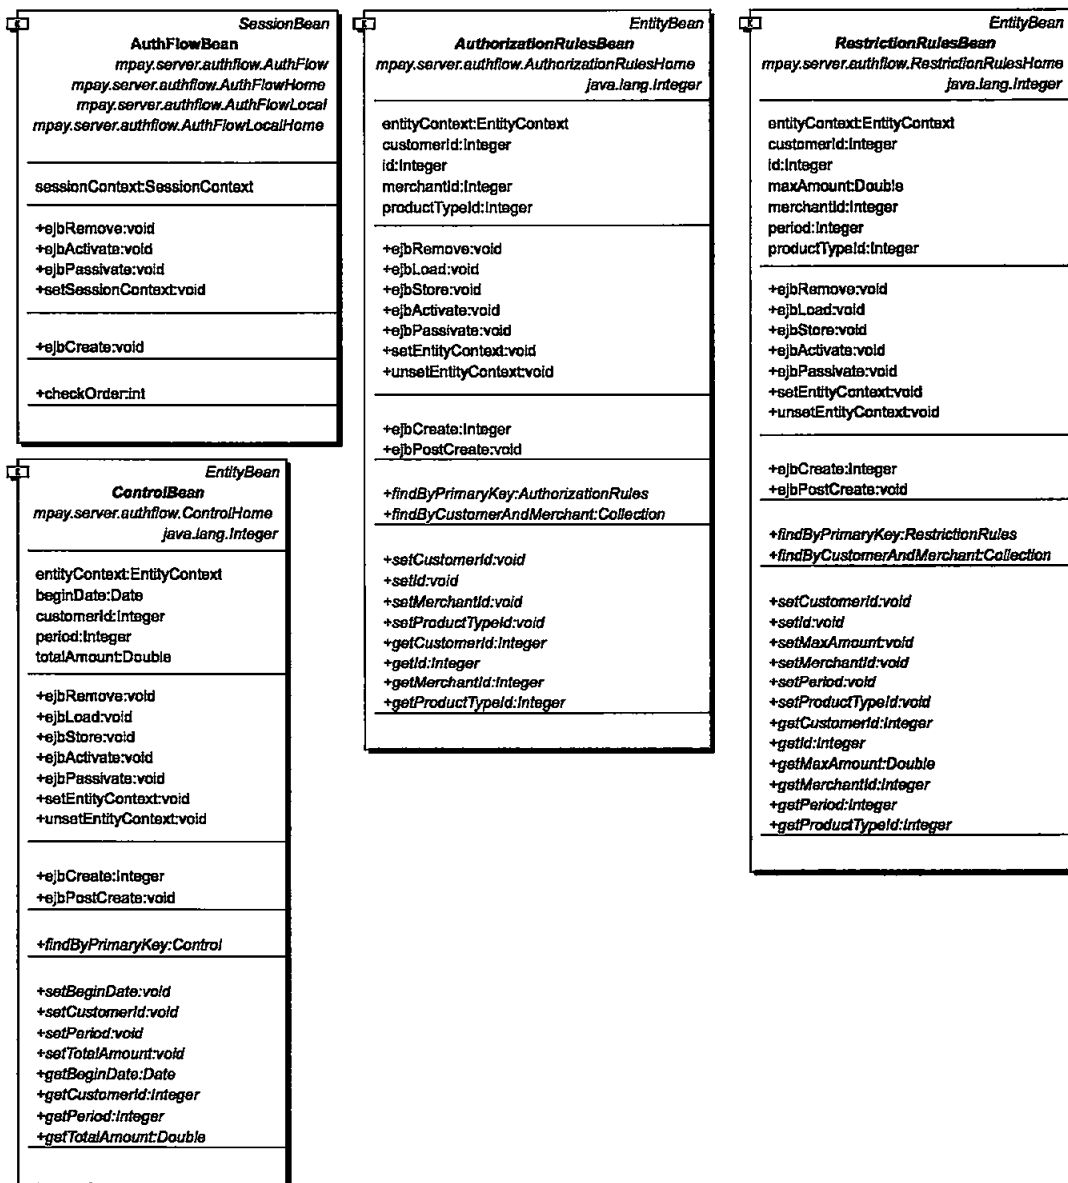 SessionBean
AuthFlowBean
mpay.server.authflow.AuthFlow
mpay.server.authflow.AuthFlowHome
mpay.server.authflow.AuthFlowLocal
mpay.server.authflow.AuthFlowLocalHome
sessionContext:SessionContext
+ejbRemove:void
+ejbActivate:void
+ejbPassivate:void
+setSessionContext:void
+ejbCreate:void
+checkOrder:int
EntityBean
ControlBean
mpay.server.authflow.ControlHome
java.lang.Integer
entityContext:EntityContext
beginDate:Date
customerId:Integer
period:Integer
totalAmount:Double
+ejbRemove:void
+ejbLoad:void
+ejbStore:void
+ejbActivate:void
+ejbPassivate:void
+setEntityContext:void
+unsetEntityContext:void
+ejbCreate:Integer
+ejbPostCreate:void
+findByPrimaryKey:Control
+setBeginDate:void
+setCustomerId:void
+setPeriod:void
+setTotalAmount:void
+getBeginDate:Date
+getCustomerId:Integer
+getPeriod:Integer
+getTotalAmount:Double
EntityBean
AuthorizationRulesBean
mpay.server.authflow.AuthorizationRulesHome
java.lang.Integer
entityContext:EntityContext
customerId:Integer
id:Integer
merchantId:Integer
productTypeId:Integer
+ejbRemove:void
+ejbLoad:void
+ejbStore:void
+ejbActivate:void
+ejbPassivate:void
+setEntityContext:void
+unsetEntityContext:void
+ejbCreate:Integer
+ejbPostCreate:void
+findByPrimaryKey:AuthorizationRules
+findByCustomerAndMerchant:Collection
+setCustomerId:void
+setId:void
+setMerchantId:void
+setProductTypeId:void
+getCustomerId:Integer
+getId:Integer
+getMerchantId:Integer
+getProductTypeId:Integer
EntityBean
RestrictionRulesBean
mpay.server.authflow.RestrictionRulesHome
java.lang.Integer
entityContext:EntityContext
customerId:Integer
id:Integer
maxAmount:Double
merchantId:Integer
period:Integer
productTypeId:Integer
+ejbRemove:void
+ejbLoad:void
+ejbStore:void
+ejbActivate:void
+ejbPassivate:void
+setEntityContext:void
+unsetEntityContext:void
+ejbCreate:Integer
+ejbPostCreate:void
+findByPrimaryKey:RestrictionRules
+findByCustomerAndMerchant:Collection
+setCustomerId:void
+setId:void
+setMaxAmount:void
+setMerchantId:void
+setPeriod:void
+setProductTypeId:void
+getCustomerId:Integer
+getId:Integer
+getMaxAmount:Double
+getMerchantId:Integer
+getPeriod:Integer
+getProductTypeId:Integer